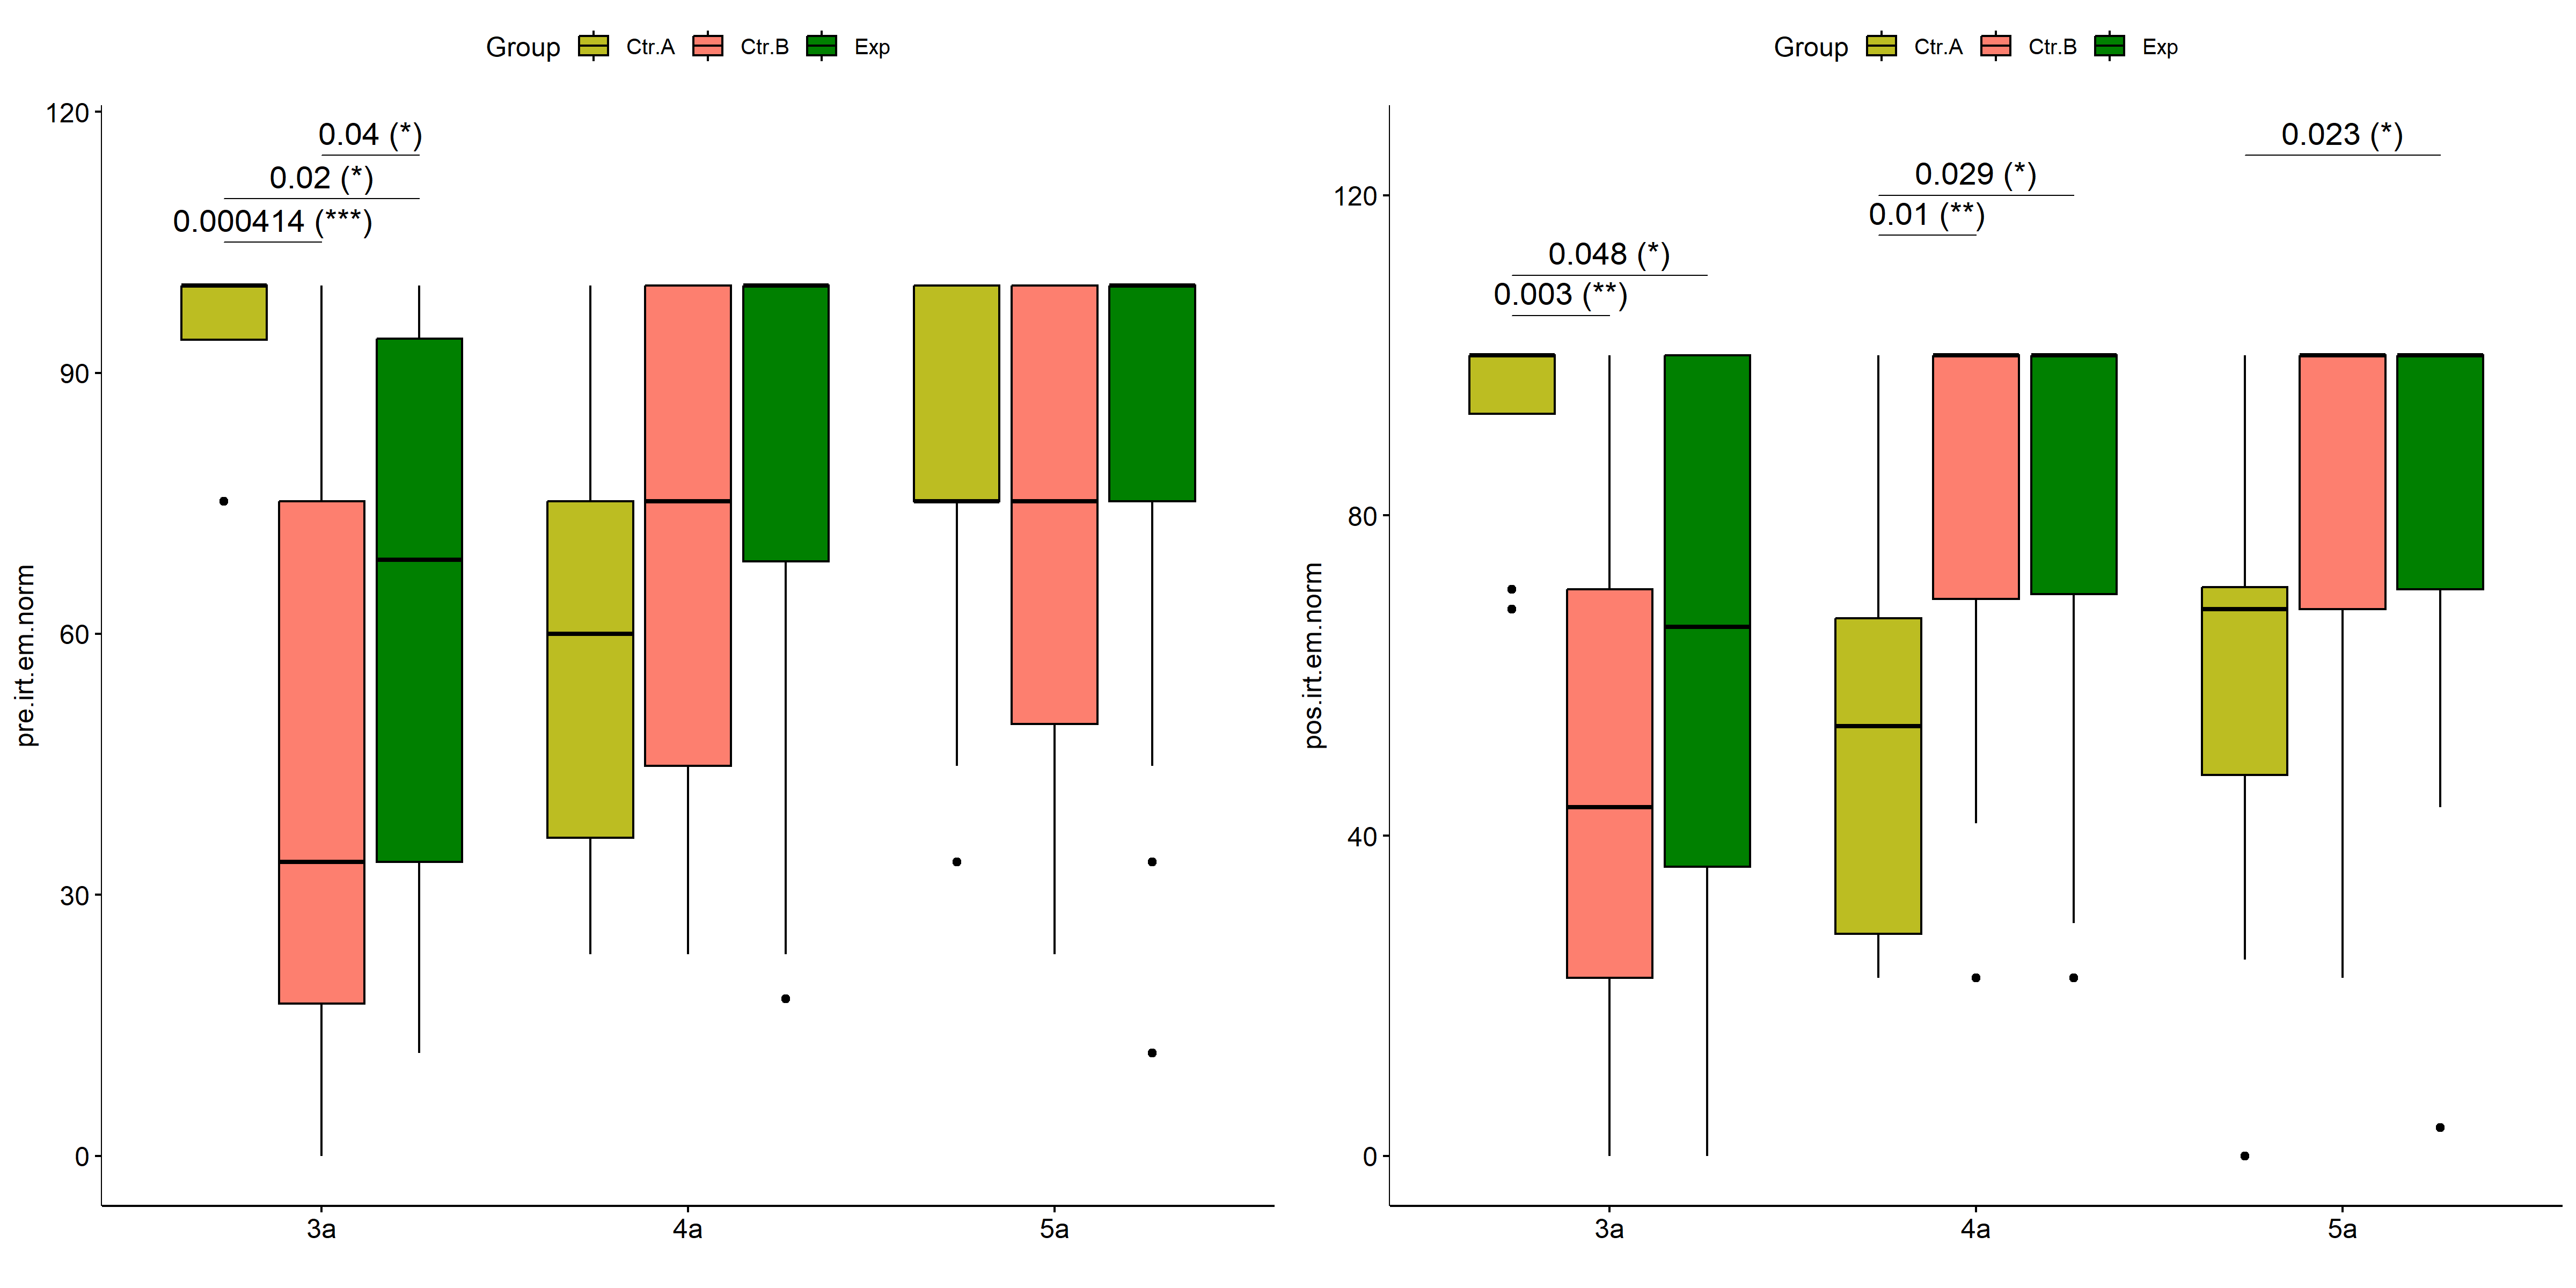 Group Ctr.A Ctr.B Exp
120
90
60
30
0
pre.irt.em.norm
0.04 (*)
0.02 (*)
0.000414 (***)
3a 4a 5a
Group Ctr.A Ctr.B Exp
120
80
40
0
pos.irt.em.norm
0.023 (*)
0.029 (*)
0.01 (**)
0.048 (*)
0.003 (**)
3a 4a 5a